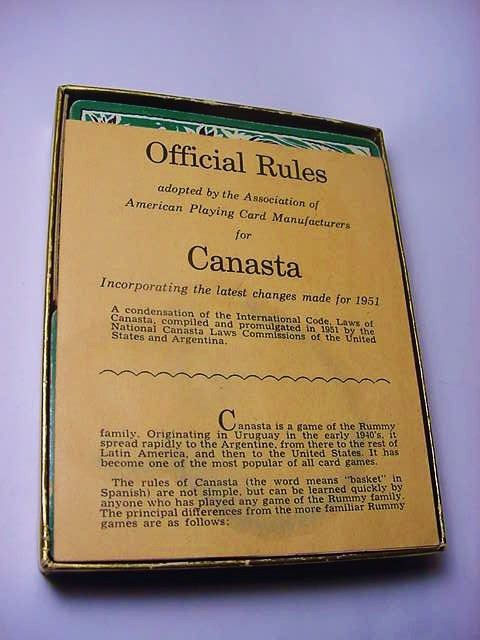 Official Rules
adopted by the Association of
American Playing Card Manufacturers
for
Canasta
Incorporating the latest changes made for 1951
A condensation of the International Code, Laws of
Canasta, compiled and promulgated in 1951 by the
National Canasta Laws Commissions of the United
States and Argentina.
Canasta is a game of the Rummy
family. Originating in Uruguay in the early 1940's, it
spread rapidly to the Argentine, from there to the rest of
Latin America, and then to the United States. It has
become one of the most popular of all card games.
The rules of Canasta (the word means "basket" in
Spanish) are not simple, but can be learned quickly by
anyone who has played any game of the Rummy family.
The principal differences from the more familiar Rummy
games are as follows: